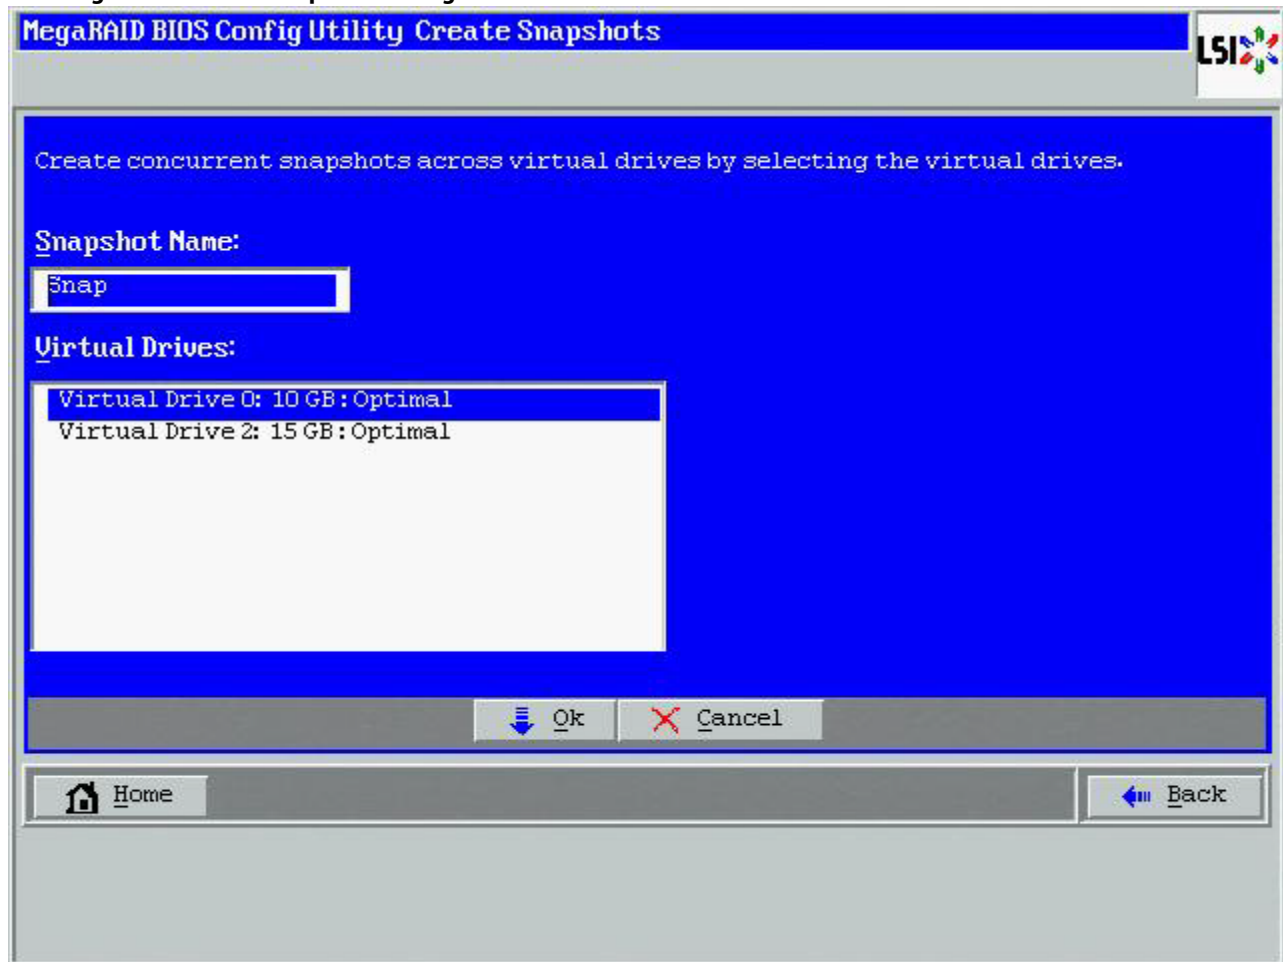 MegaRAID BIOS Config Utility Create Snapshots
LSI
Create concurrent snapshots across virtual drives by selecting the virtual drives.
Snapshot Name:
Snap
Virtual Drives:
Virtual Drive 0: 10 GB : Optimal
Virtual Drive 2: 15 GB : Optimal
Ok
Cancel
Home
Back